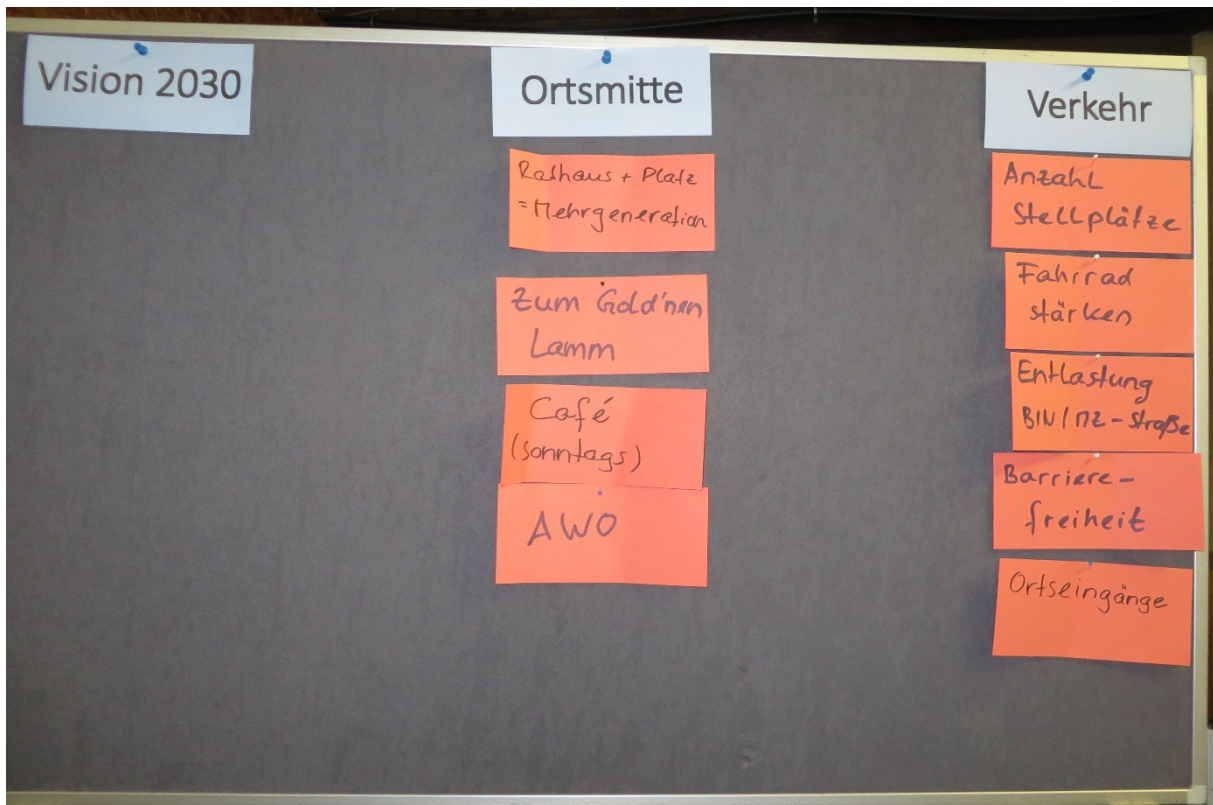 Vision 2030
Ortsmitte
Rathaus + Platz
= Mehrgeneration
Zum Gold'nen
Lamm
Café
(sonntags)
AWO
Verkehr
Anzahl
Stellplätze
Fahrrad
stärken
Entlastung
BIN / MZ - Straße
Barriere-
freiheit
Ortseingänge